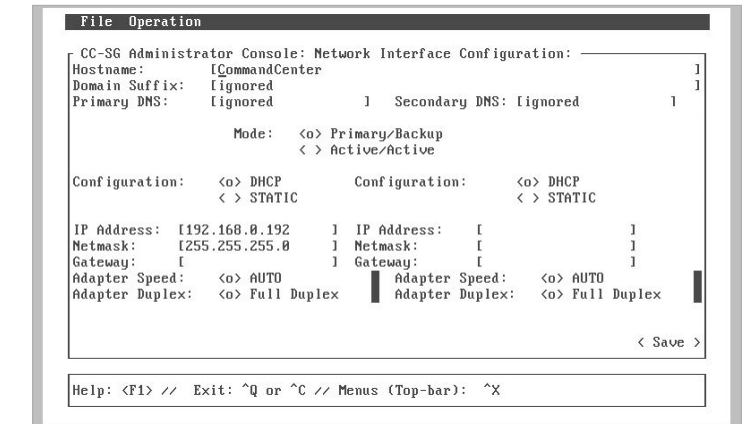 File Operation
CC-SG Administrator Console: Network Interface Configuration:
Hostname: [CommandCenter ]
Domain Suffix: [ignored ]
Primary DNS: [ignored ] Secondary DNS: [ignored ]
Mode: <o> Primary/Backup
< > Active/Active
Configuration: <o> DHCP Configuration: <o> DHCP
< > STATIC < > STATIC
IP Address: [192.168.0.192 ] IP Address: [ ]
Netmask: [255.255.255.0 ] Netmask: [ ]
Gateway: [ ] Gateway: [ ]
Adapter Speed: <o> AUTO Adapter Speed: <o> AUTO
Adapter Duplex: <o> Full Duplex Adapter Duplex: <o> Full Duplex
< Save >
Help: <F1> // Exit: ^Q or ^C // Menus (Top-bar): ^X